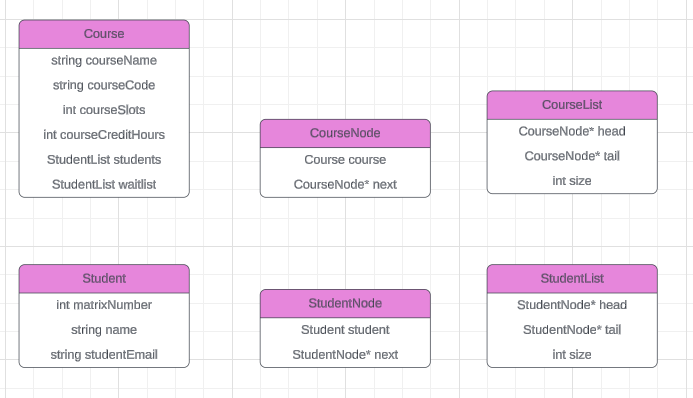 Course
string courseName
string courseCode
int courseSlots
int courseCreditHours
StudentList students
StudentList waitlist
CourseNode
Course course
CourseNode* next
CourseList
CourseNode* head
CourseNode* tail
int size
Student
int matrixNumber
string name
string studentEmail
StudentNode
Student student
StudentNode* next
StudentList
StudentNode* head
StudentNode* tail
int size